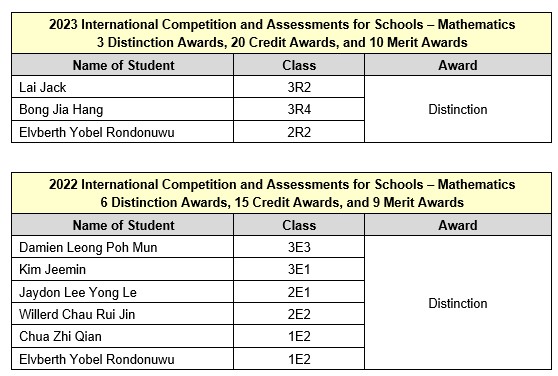 2023 International Competition and Assessments for Schools – Mathematics
3 Distinction Awards, 20 Credit Awards, and 10 Merit Awards
Name of Student Class Award
Lai Jack 3R2
Bong Jia Hang 3R4 Distinction
Elvberth Yobel Rondonuwu 2R2
2022 International Competition and Assessments for Schools – Mathematics
6 Distinction Awards, 15 Credit Awards, and 9 Merit Awards
Name of Student Class Award
Damien Leong Poh Mun 3E3
Kim Jeemin 3E1
Jaydon Lee Yong Le 2E1
Willerd Chau Rui Jin 2E2
Distinction
Chua Zhi Qian 1E2
Elvberth Yobel Rondonuwu 1E2